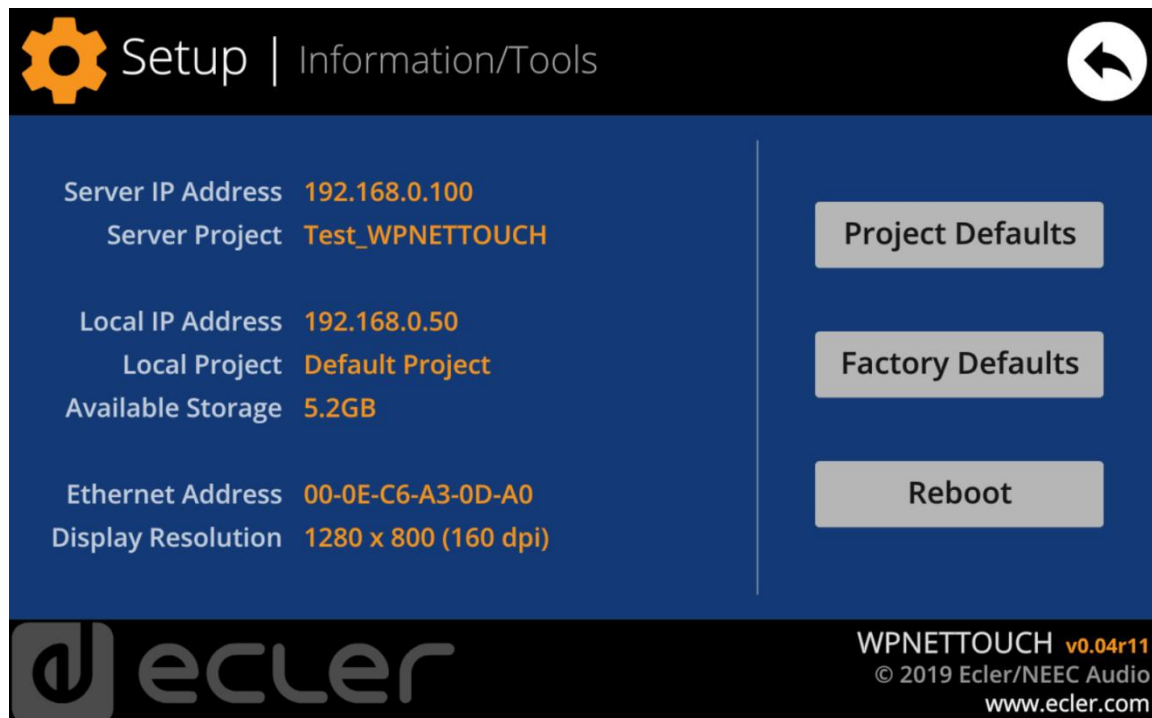 Setup | Information/Tools
Server IP Address 192.168.0.100
Server Project Test_WPNETTOUCH
Local IP Address 192.168.0.50
Local Project Default Project
Available Storage 5.2GB
Ethernet Address 00-0E-C6-A3-0D-A0
Display Resolution 1280 x 800 (160 dpi)
Project Defaults
Factory Defaults
Reboot
ecler
WPNETTOUCH v0.04r11
© 2019 Ecler/NEEC Audio
www.ecler.com